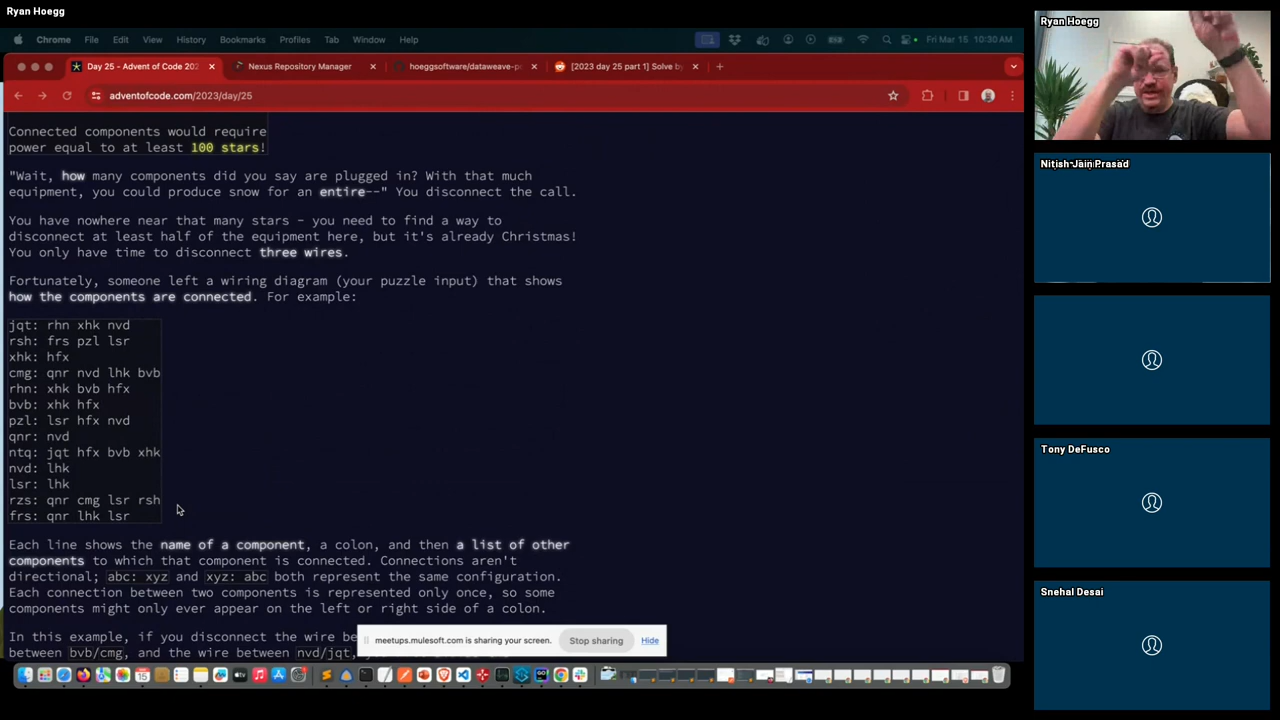 Ryan Hoegg
Chrome File Edit View History Bookmarks Profiles Tab Window Help Fri Mar 15 10:30 AM
Day 25 - Advent of Code 202 Nexus Repository Manager hoeggsoftware/dataweave-p [2023 day 25 part 1] Solve by
adventofcode.com/2023/day/25
Connected components would require
power equal to at least 100 stars!
"Wait, how many components did you say are plugged in? With that much
equipment, you could produce snow for an entire--" You disconnect the call.
You have nowhere near that many stars - you need to find a way to
disconnect at least half of the equipment here, but it's already Christmas!
You only have time to disconnect three wires.
Fortunately, someone left a wiring diagram (your puzzle input) that shows
how the components are connected. For example:
jqt: rhn xhk nvd
rsh: frs pzl lsr
xhk: hfx
cmg: qnr nvd lhk bvb
rhn: xhk bvb hfx
bvb: xhk hfx
pzl: lsr hfx nvd
qnr: nvd
ntq: jqt hfx bvb xhk
nvd: lhk
lsr: lhk
rzs: qnr cmg lsr rsh
frs: qnr lhk lsr
Each line shows the name of a component, a colon, and then a list of other
components to which that component is connected. Connections aren't
directional; abc: xyz and xyz: abc both represent the same configuration.
Each connection between two components is represented only once, so some
components might only ever appear on the left or right side of a colon.
In this example, if you disconnect the wire be
between bvb/cmg, and the wire between nvd/jqt,
meetups.mulesoft.com is sharing your screen. Stop sharing Hide
Ryan Hoegg
Nitish Jain Prasad
Tony DeFusco
Snehal Desai